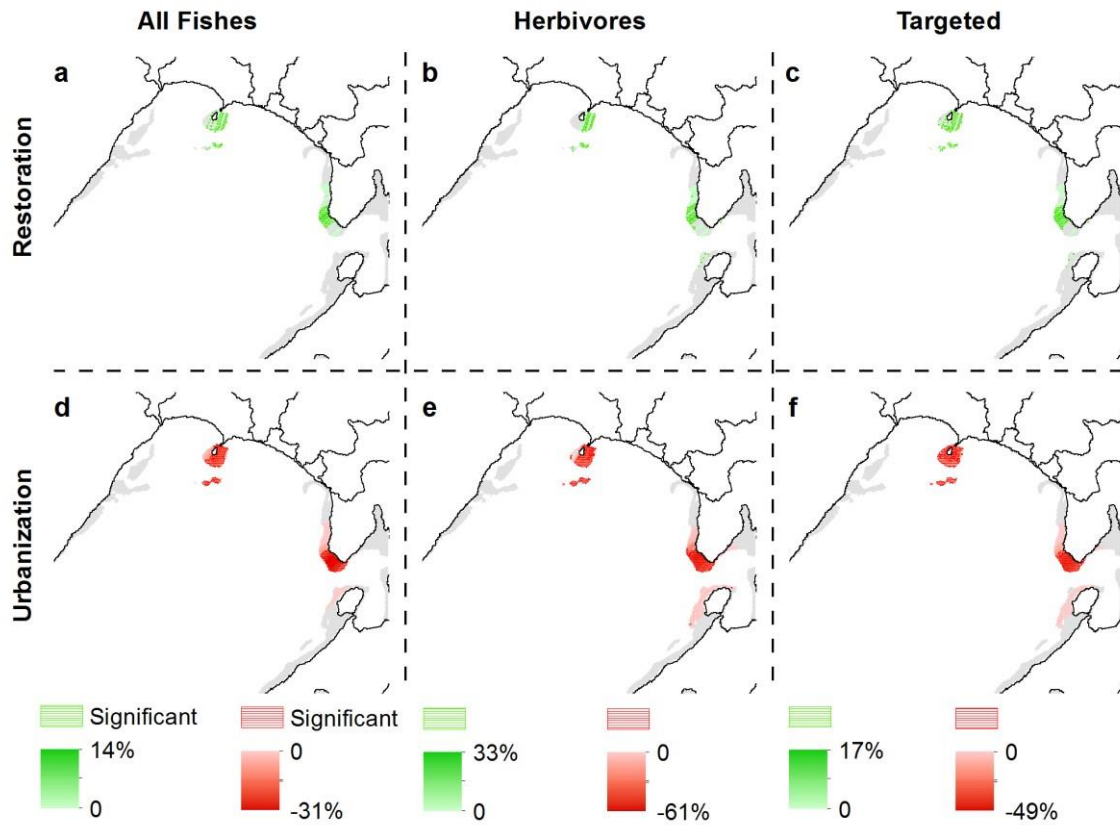 All Fishes Herbivores Targeted
a b c
Restoration
d e f
Urbanization
Significant Significant
14% 0 33% 0 17% 0
0 -31% 0 -61% 0 -49%